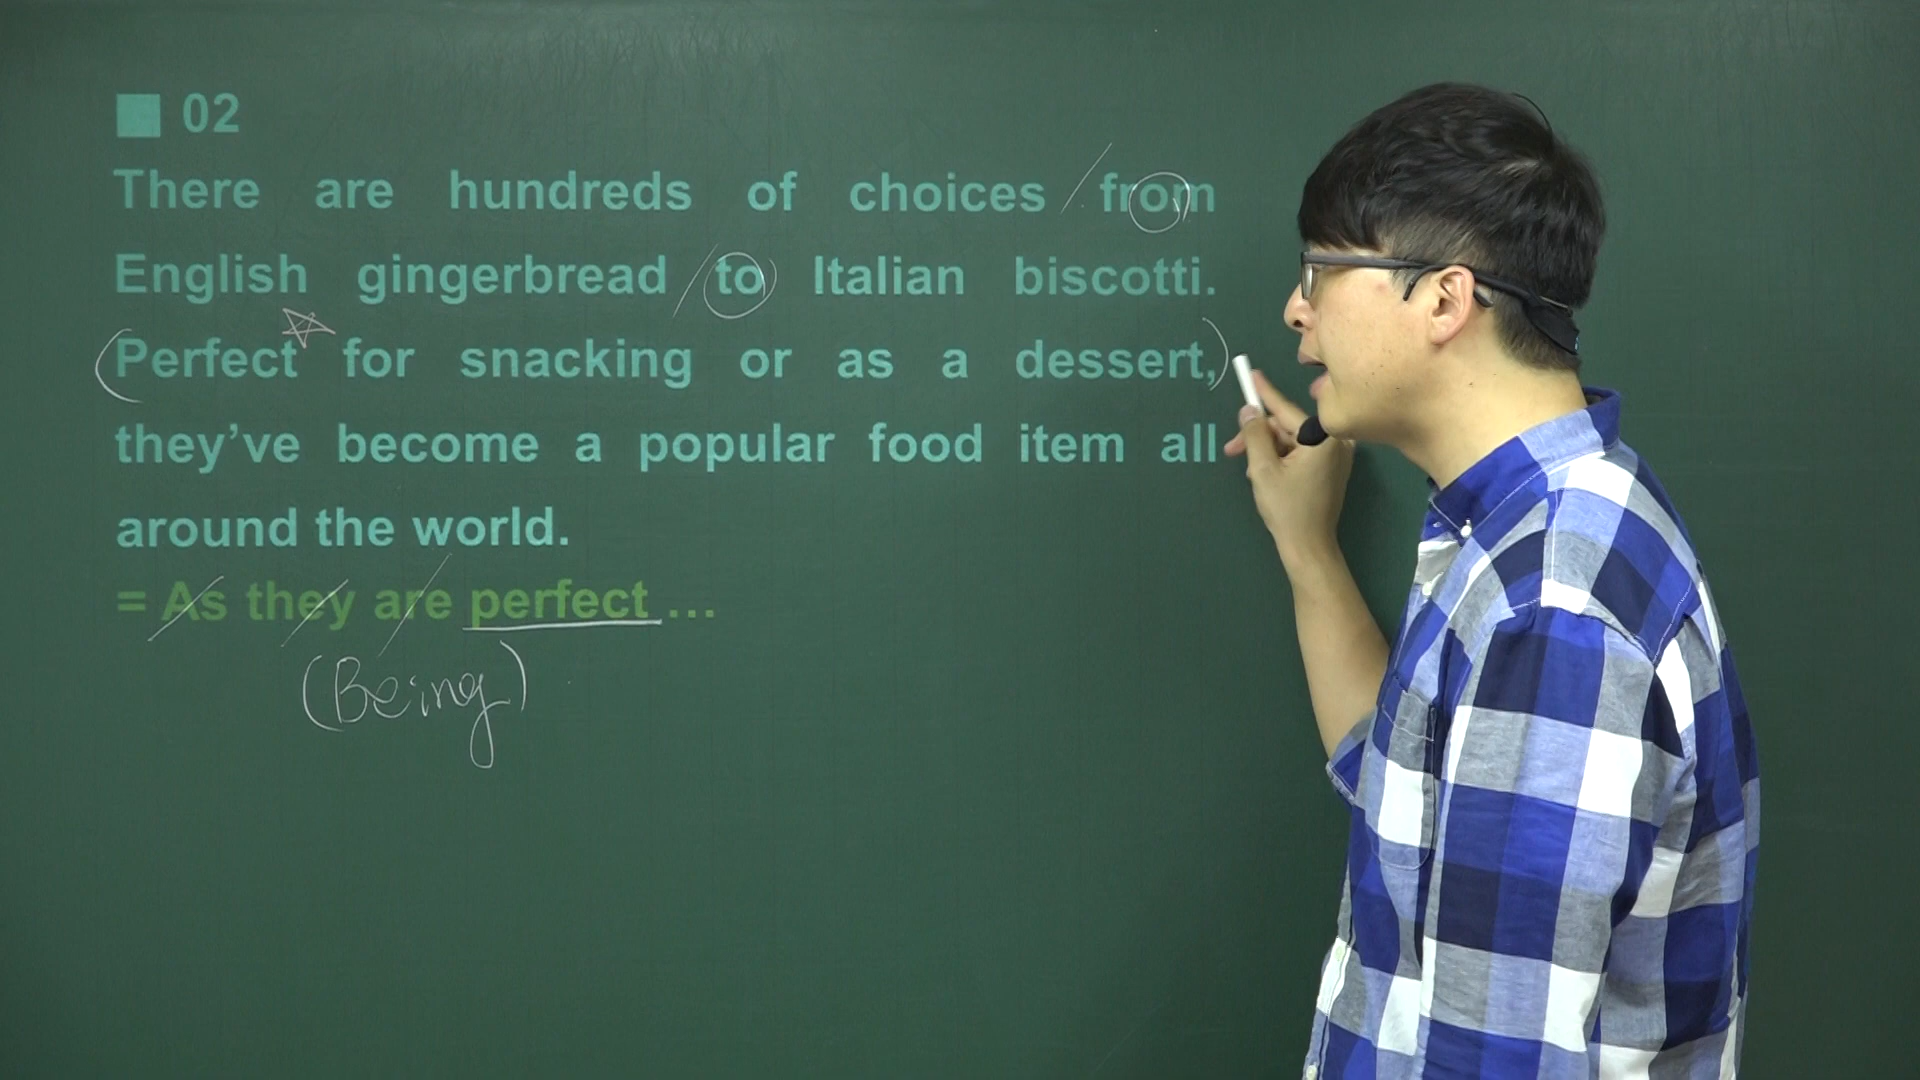 ■ 02
There are hundreds of choices from
English gingerbread to Italian biscotti.
Perfect for snacking or as a dessert,
they’ve become a popular food item all
around the world.
= As they are perfect ...
(Being)